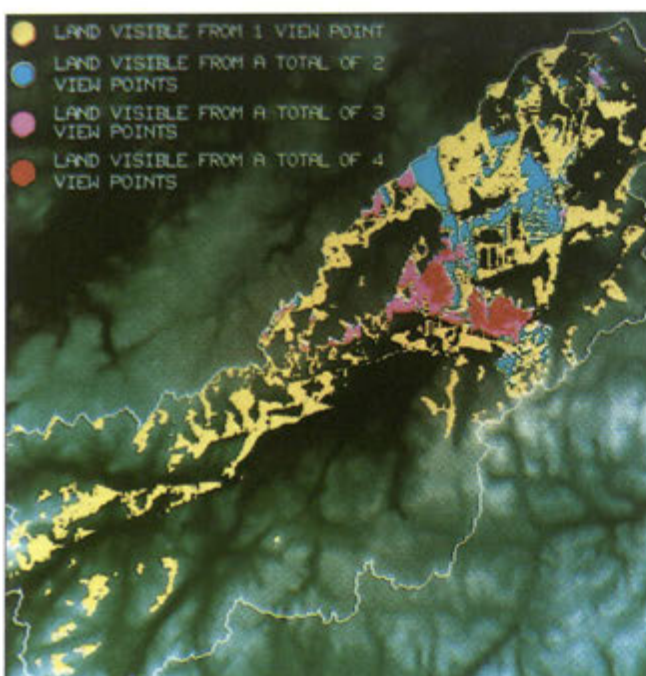 LAND VISIBLE FROM 1 VIEW POINT
LAND VISIBLE FROM A TOTAL OF 2
VIEW POINTS
LAND VISIBLE FROM A TOTAL OF 3
VIEW POINTS
LAND VISIBLE FROM A TOTAL OF 4
VIEW POINTS